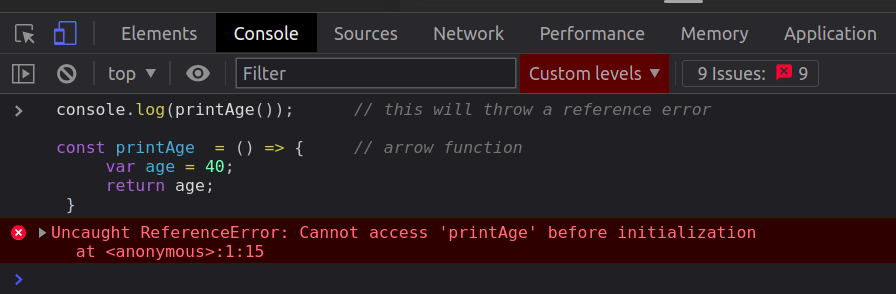 Elements Console Sources Network Performance Memory Application
top ▼ Filter Custom levels ▼ 9 Issues: 9
> console.log(printAge());      // this will throw a reference error
const printAge  = () => {     // arrow function
     var age = 40;
     return age;
 }
Uncaught ReferenceError: Cannot access 'printAge' before initialization
at <anonymous>:1:15
>